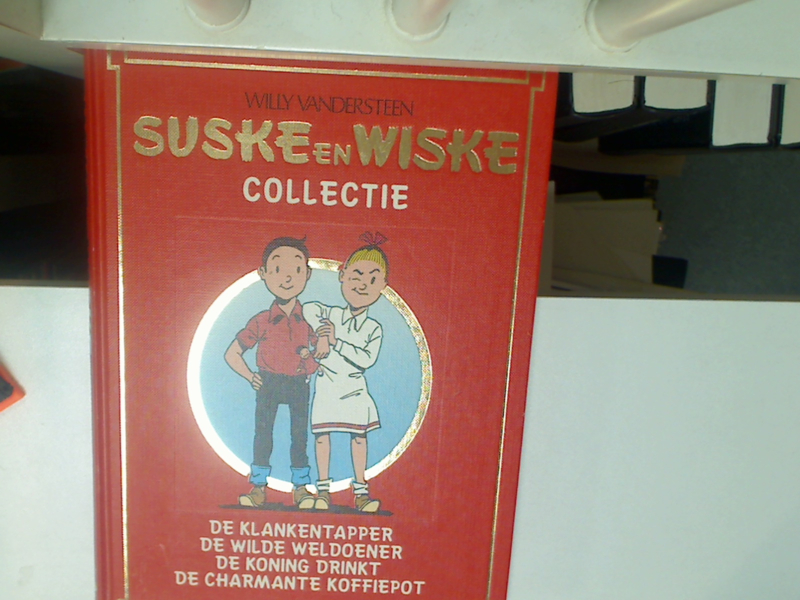 WILLY VANDERSTEEN
SUSKE EN WISKE
COLLECTIE
DE KLANKENTAPPER
DE WILDE WELDOENER
DE KONING DRINKT
DE CHARMANTE KOFFIEPOT